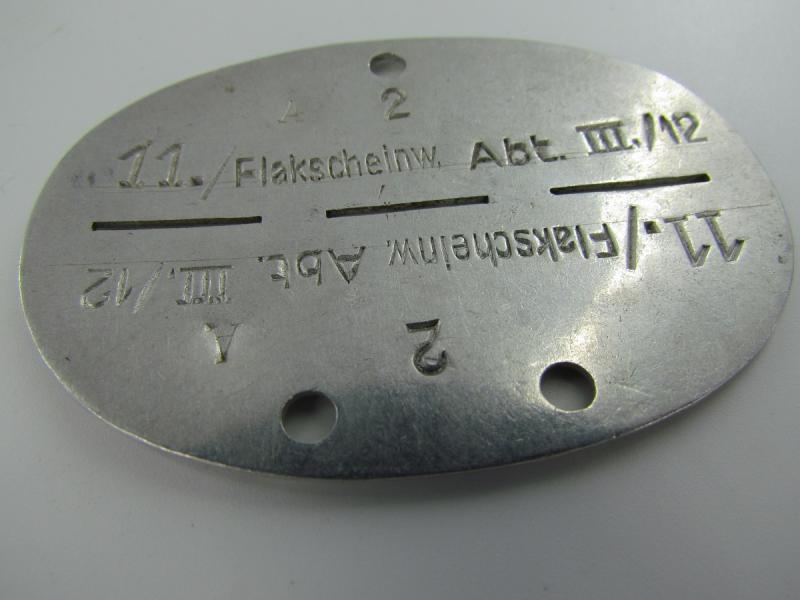 A 2
11./Flakscheinw. Abt. III./12
11./Flakscheinw. Abt. III./12
2 A